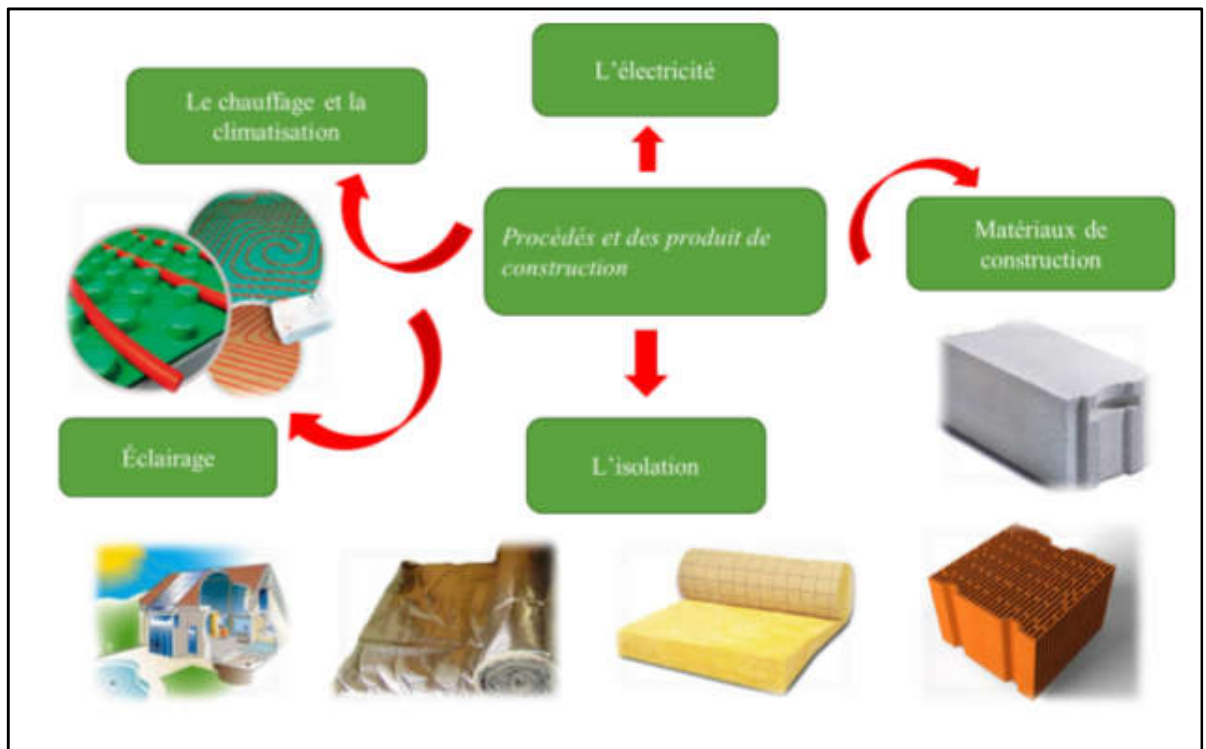 L'électricité
Le chauffage et la
climatisation
Procédés et des produit de
construction
Matériaux de
construction
Éclairage
L'isolation